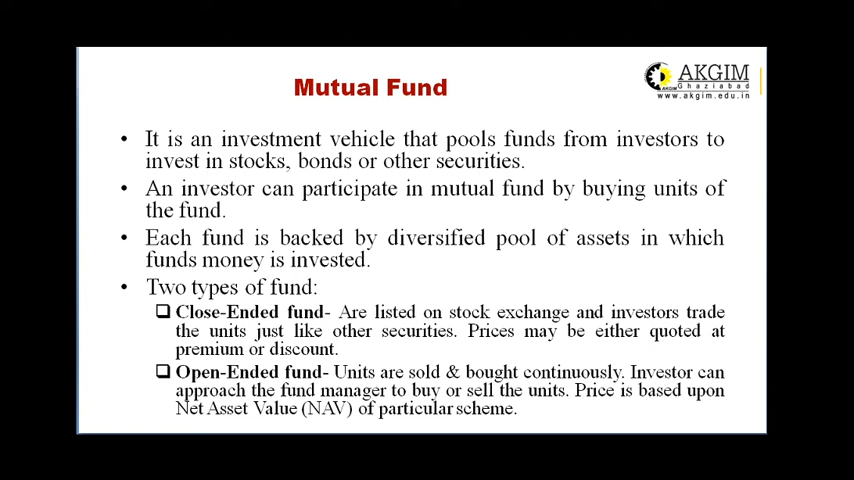 Mutual Fund
AKGIM
AKGIM
Ghaziabad
www.akgim.edu.in
• It is an investment vehicle that pools funds from investors to
invest in stocks, bonds or other securities.
• An investor can participate in mutual fund by buying units of
the fund.
• Each fund is backed by diversified pool of assets in which
funds money is invested.
• Two types of fund:
❑ Close-Ended fund- Are listed on stock exchange and investors trade
the units just like other securities. Prices may be either quoted at
premium or discount.
❑ Open-Ended fund- Units are sold & bought continuously. Investor can
approach the fund manager to buy or sell the units. Price is based upon
Net Asset Value (NAV) of particular scheme.